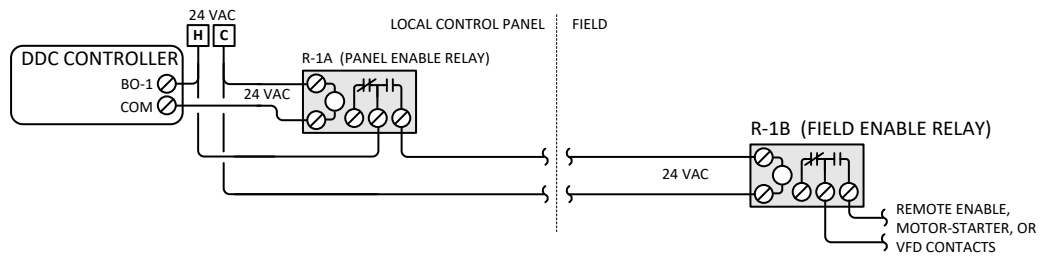 24 VAC
H C
LOCAL CONTROL PANEL
FIELD
DDC CONTROLLER
BO-1
COM
R-1A (PANEL ENABLE RELAY)
24 VAC
R-1B (FIELD ENABLE RELAY)
24 VAC
REMOTE ENABLE,
MOTOR-STARTER, OR
VFD CONTACTS